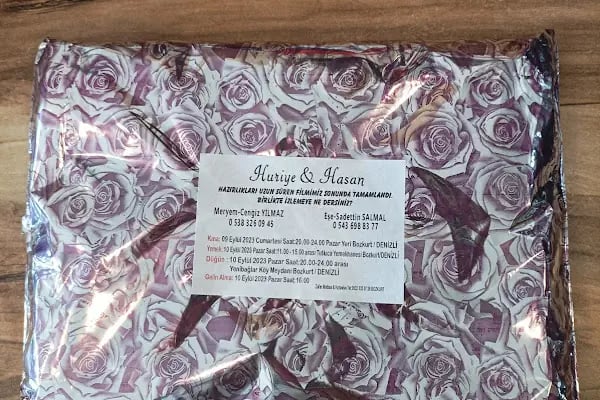 Huriye & Hasan
HAZIRLIKLARI UZUN SÜREN FİLMİMİZ SONUNDA TAMAMLANDI.
BİRLİKTE İZLEMEYE NE DERSİNİZ?
Meryem-Cengiz YILMAZ
0 538 326 09 45
Eşe-Sadettin SALMAL
0 543 698 83 77
Kına: 09 Eylül 2023 Cumartesi Saat:20.00-24.00 Pazar Yeri Bozkurt / DENİZLİ
Yemek: 10 Eylül 2023 Pazar Saat:11.00 - 15.00 arası Tutluca Yemekhanesi Bozkurt/DENİZLİ
Düğün : 10 Eylül 2023 Pazar Saat:20.00-24.00 arası
Yenibağlar Köy Meydanı Bozkurt / DENİZLİ
Gelin Alma: 10 Eylül 2023 Pazar Saat:16:00